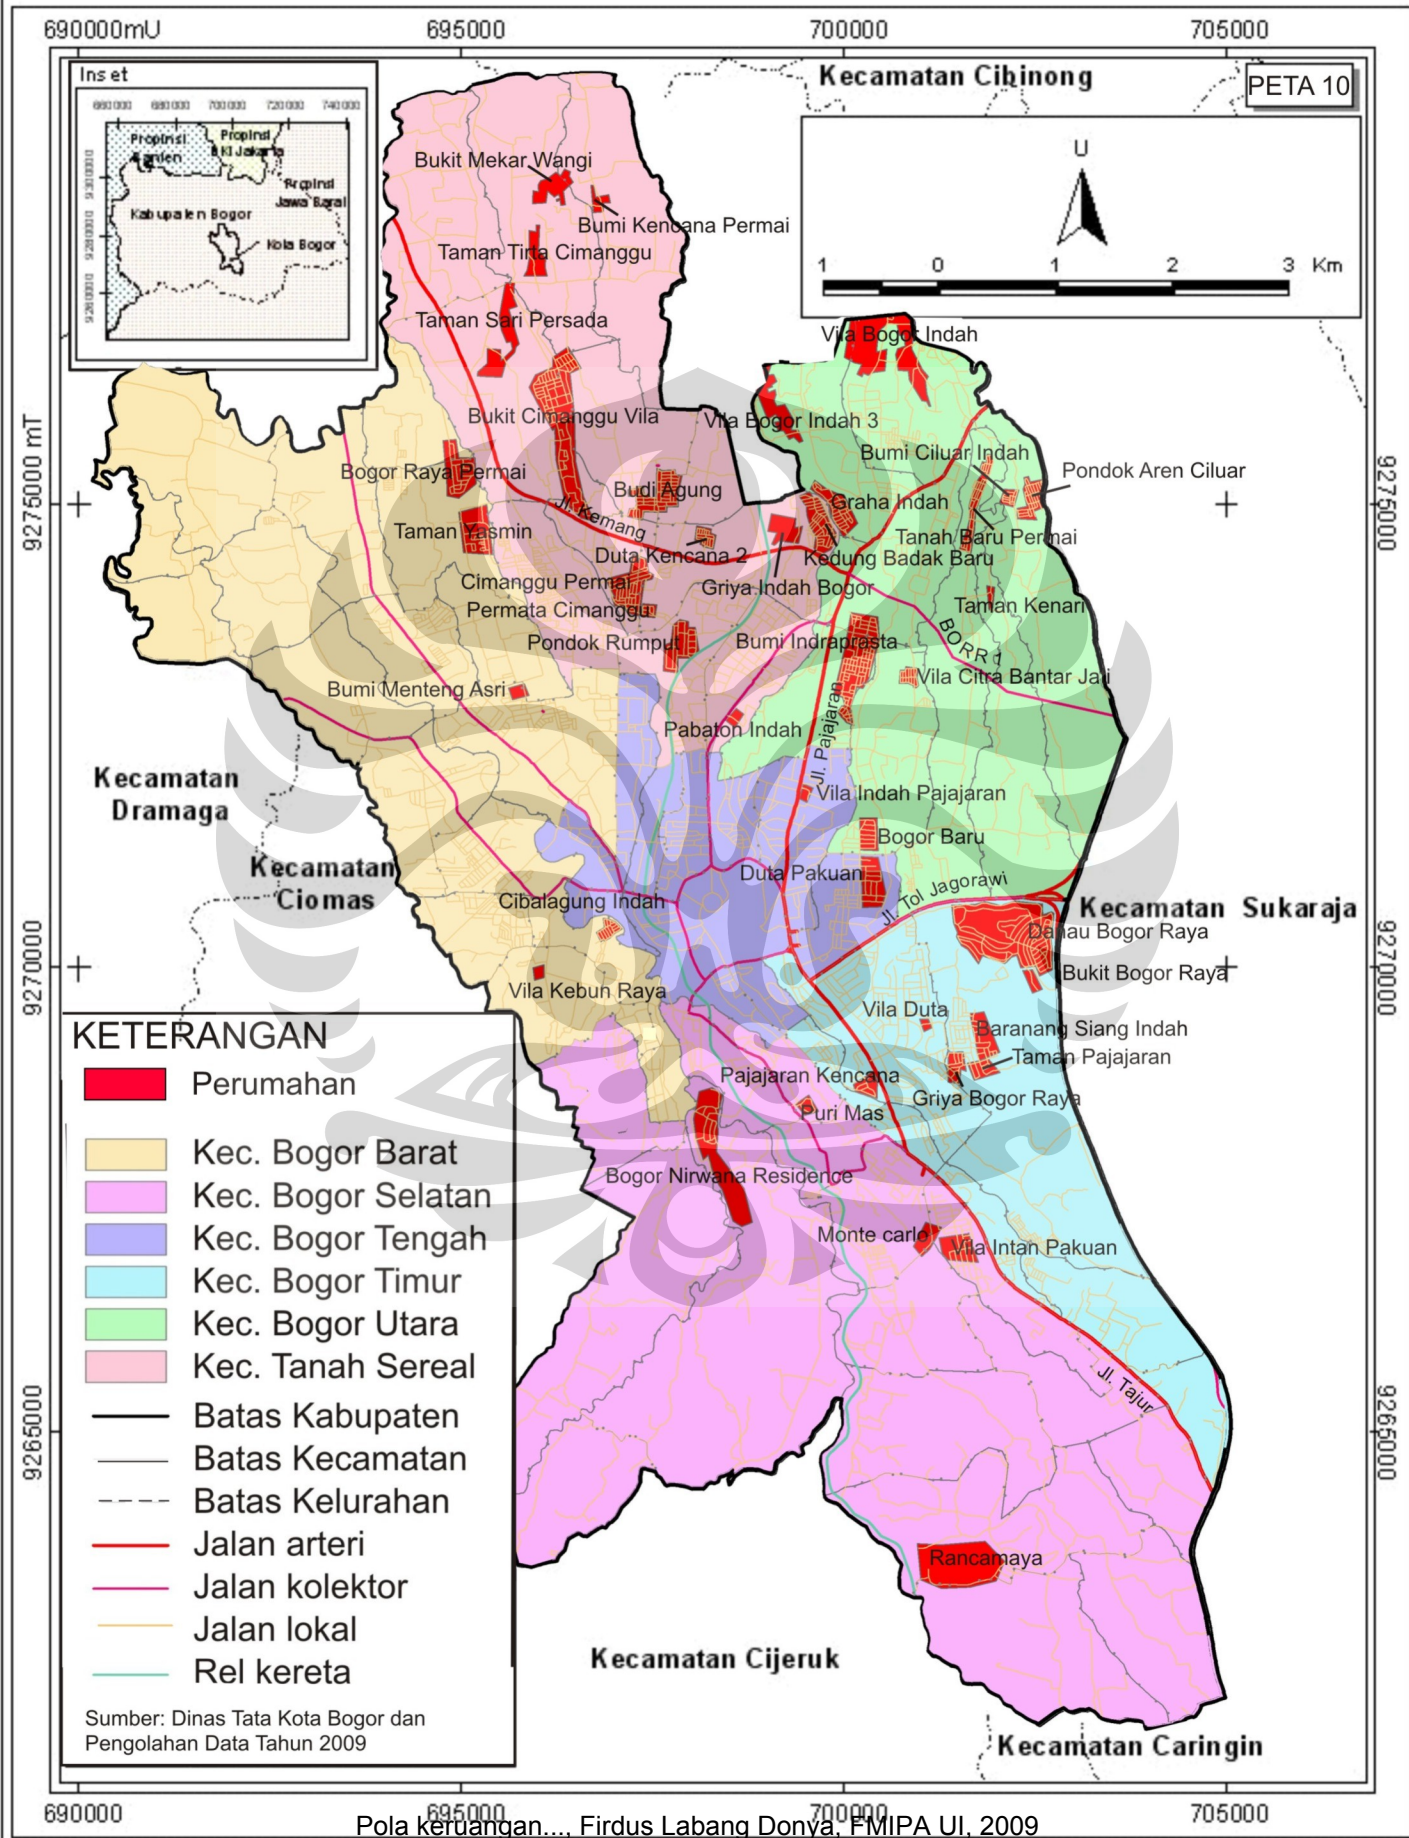 690000mU
695000
700000
705000
Inset
660000 680000 700000 720000 740000
Propinsi
Banten
Propinsi
DKI Jakarta
Propinsi
Jawa Barat
Kabupaten Bogor
Kota Bogor
9300000
9280000
9260000
Kecamatan Cibinong
PETA 10
U
1 0 1 2 3 Km
Bukit Mekar Wangi
Bumi Kencana Permai
Taman Tirta Cimanggu
Taman Sari Persada
Vila Bogor Indah
Bukit Cimanggu Vila
Vila Bogor Indah 3
Bumi Ciluar Indah
Pondok Aren Ciluar
Bogor Raya Permai
Budi Agung
Graha Indah
Jl. Kemang
Taman Yasmin
Tanah Baru Permai
Duta Kencana 2
Kedung Badak Baru
Cimanggu Permai
Griya Indah Bogor
Permata Cimanggu
Taman Kenari
Pondok Rumput
Bumi Indraprasta
BORR 1
Vila Citra Bantar Jati
Bumi Menteng Asri
Pabaton Indah
Jl. Pajajaran
Vila Indah Pajajaran
Bogor Baru
Duta Pakuan
Jl. Tol Jagorawi
Cibalagung Indah
Danau Bogor Raya
Bukit Bogor Raya
Vila Kebun Raya
Vila Duta
Baranang Siang Indah
Taman Pajajaran
Pajajaran Kencana
Griya Bogor Raya
Puri Mas
Bogor Nirwana Residence
Monte carlo
Vila Intan Pakuan
Jl. Tajur
Rancamaya
Kecamatan
Dramaga
Kecamatan
Ciomas
Kecamatan Sukaraja
Kecamatan Cijeruk
Kecamatan Caringin
9275000 mT
9270000
9265000
9275000
9270000
9265000
KETERANGAN
Perumahan
Kec. Bogor Barat
Kec. Bogor Selatan
Kec. Bogor Tengah
Kec. Bogor Timur
Kec. Bogor Utara
Kec. Tanah Sereal
Batas Kabupaten
Batas Kecamatan
Batas Kelurahan
Jalan arteri
Jalan kolektor
Jalan lokal
Rel kereta
Sumber: Dinas Tata Kota Bogor dan
Pengolahan Data Tahun 2009
690000
695000
700000
705000
Pola keruangan..., Firdus Labang Donya, FMIPA UI, 2009